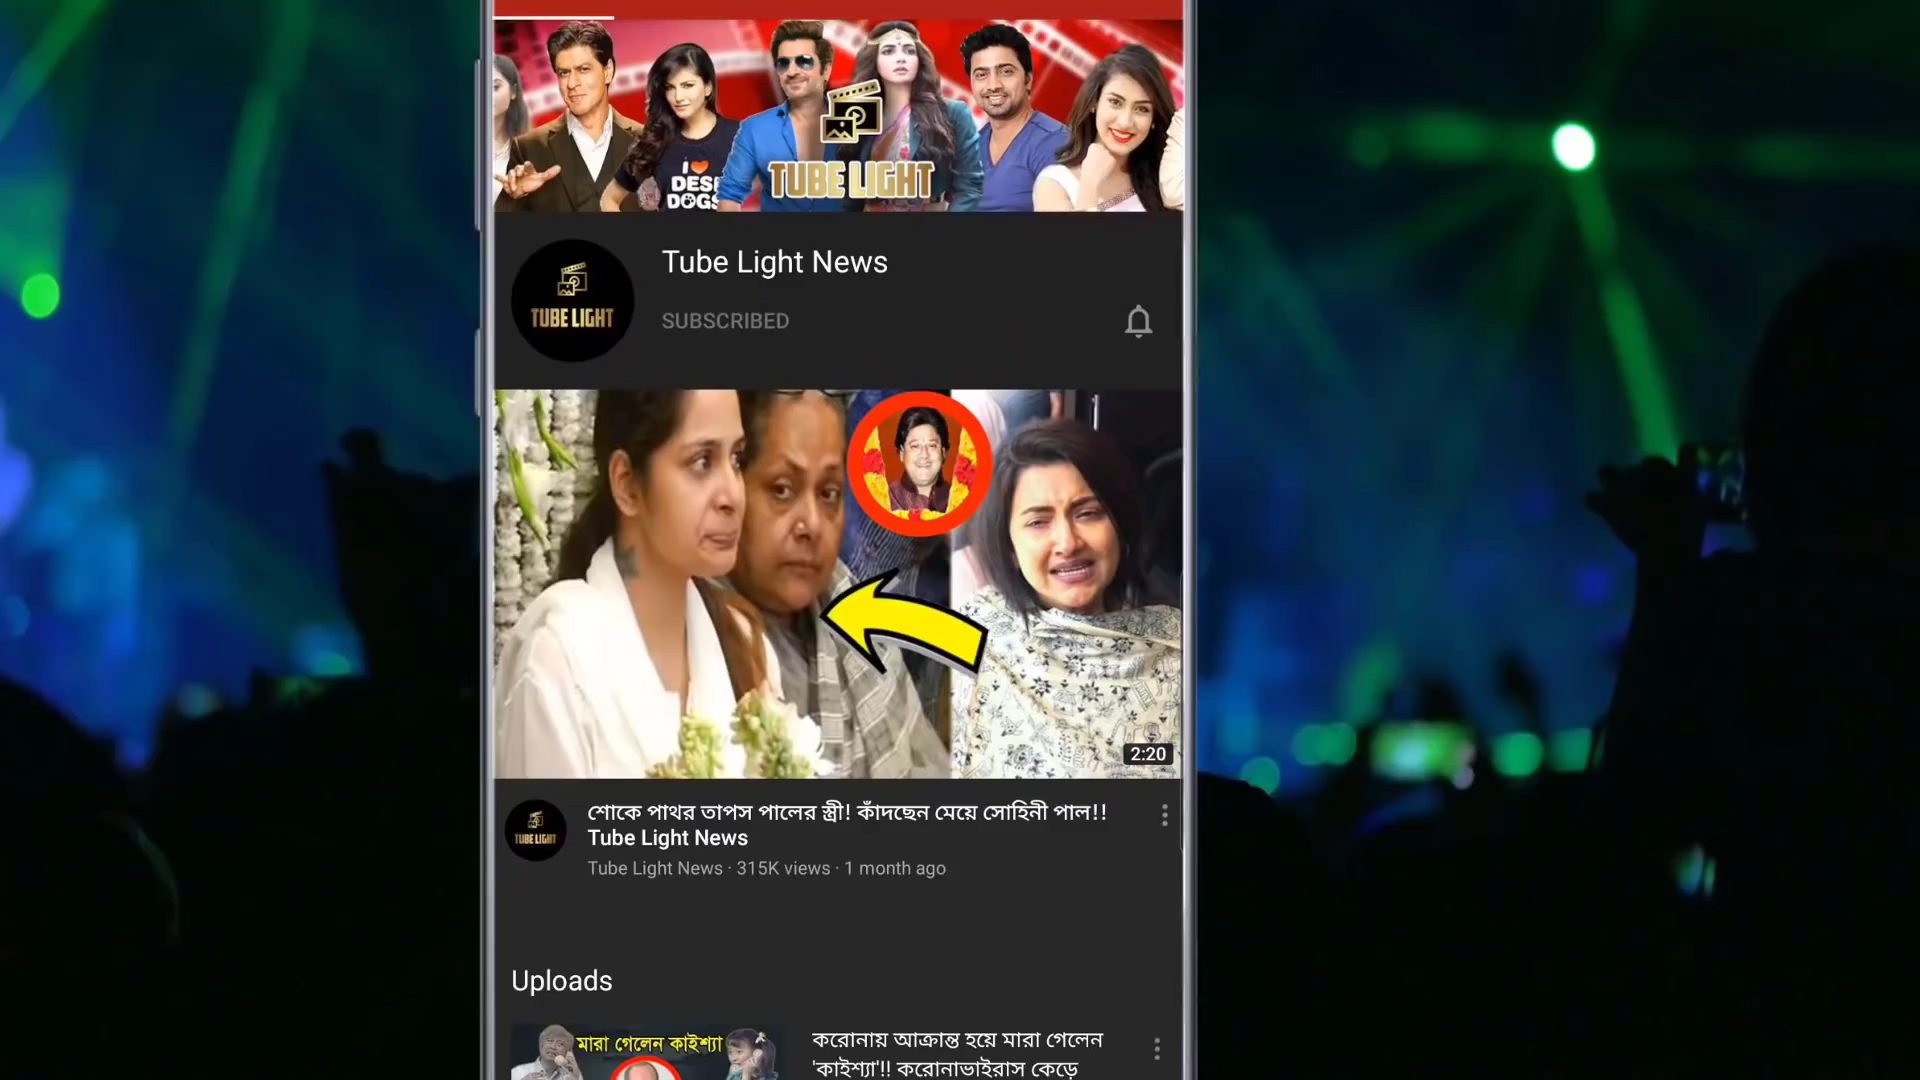 I
DESI
DOGS
TUBE LIGHT
TUBE LIGHT
Tube Light News
SUBSCRIBED
2:20
TUBE LIGHT
শোকে পাথর তাপস পালের স্ত্রী! কাঁদছেন মেয়ে সোহিনী পাল!!
Tube Light News
Tube Light News · 315K views · 1 month ago
Uploads
মারা গেলেন কাইশ্যা
করোনায় আক্রান্ত হয়ে মারা গেলেন
'কাইশ্যা'!! করোনাভাইরাস কেড়ে